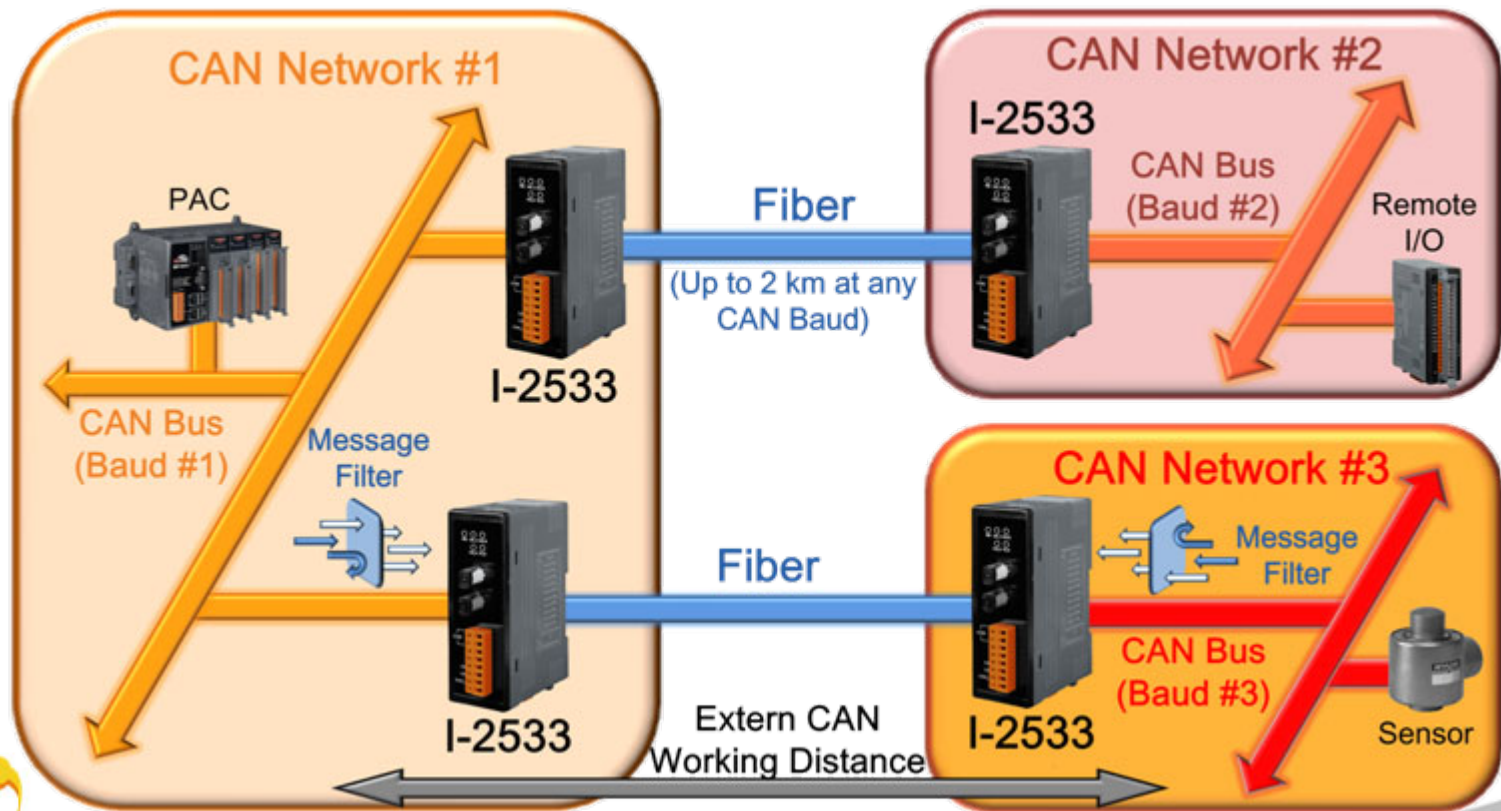 CAN Network #1
PAC
CAN Bus
(Baud #1)
I-2533
Message
Filter
I-2533
Fiber
(Up to 2 km at any
CAN Baud)
Fiber
Extern CAN
Working Distance
CAN Network #2
I-2533
CAN Bus
(Baud #2)
Remote
I/O
CAN Network #3
Message
Filter
I-2533
CAN Bus
(Baud #3)
Sensor